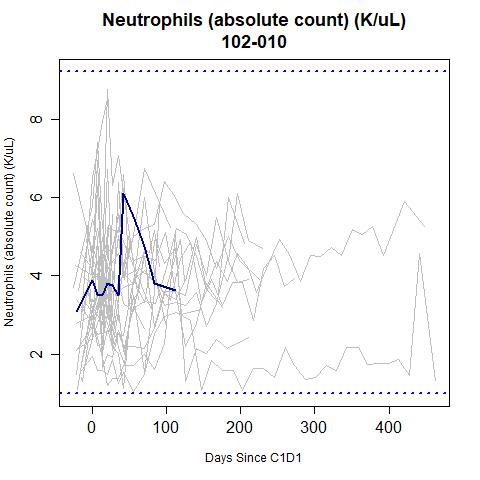 Neutrophils (absolute count) (K/uL)
102-010
Neutrophils (absolute count) (K/uL)
8
6
4
2
0 100 200 300 400
Days Since C1D1